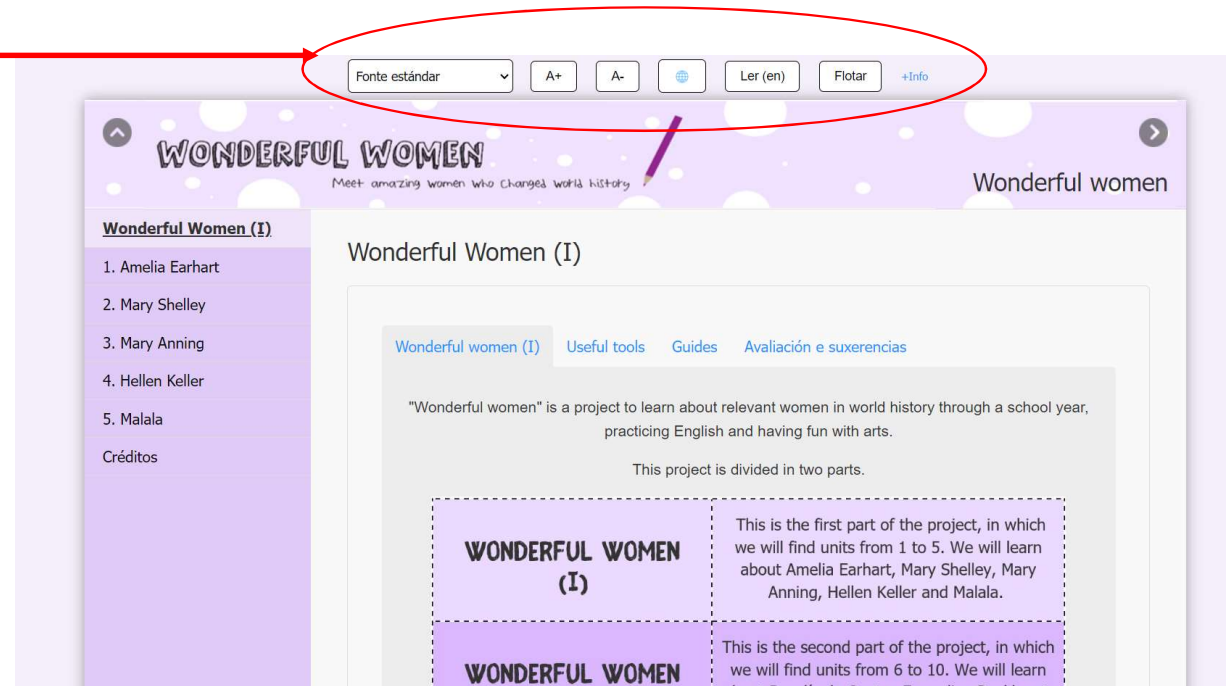 Fonte estándar A+ A- Ler (en) Flotar +Info
WONDERFUL WOMEN
Meet amazing women who changed world history
Wonderful women
Wonderful Women (I)
1. Amelia Earhart
2. Mary Shelley
3. Mary Anning
4. Hellen Keller
5. Malala
Créditos
Wonderful Women (I)
Wonderful women (I) Useful tools Guides Avaliación e suxerencias
"Wonderful women" is a project to learn about relevant women in world history through a school year,
practicing English and having fun with arts.
This project is divided in two parts.
WONDERFUL WOMEN
(I)
This is the first part of the project, in which
we will find units from 1 to 5. We will learn
about Amelia Earhart, Mary Shelley, Mary
Anning, Hellen Keller and Malala.
WONDERFUL WOMEN
This is the second part of the project, in which
we will find units from 6 to 10. We will learn